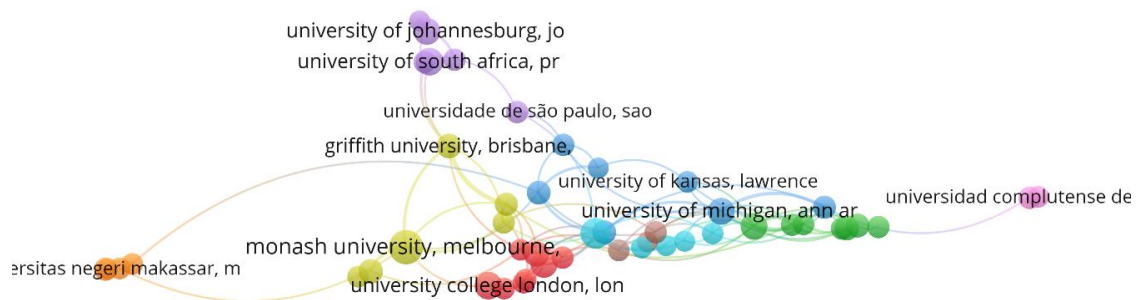 university of johannesburg, jo
university of south africa, pr
universidade de são paulo, sao
griffith university, brisbane,
university of kansas, lawrence
universidad complutense de
university of michigan, ann ar
monash university, melbourne,
ersitas negeri makassar, m
university college london, lon